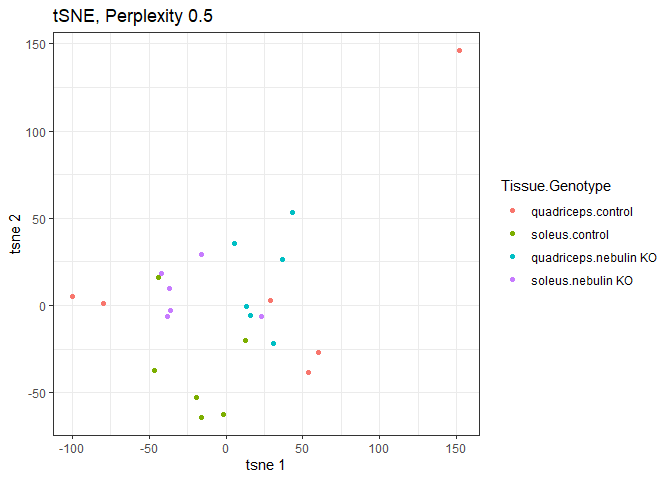 tSNE, Perplexity 0.5
150
100
50
0
-50
-100
-50
0
50
100
150
tsne 1
tsne 2
Tissue.Genotype
quadriceps.control
soleus.control
quadriceps.nebulin KO
soleus.nebulin KO